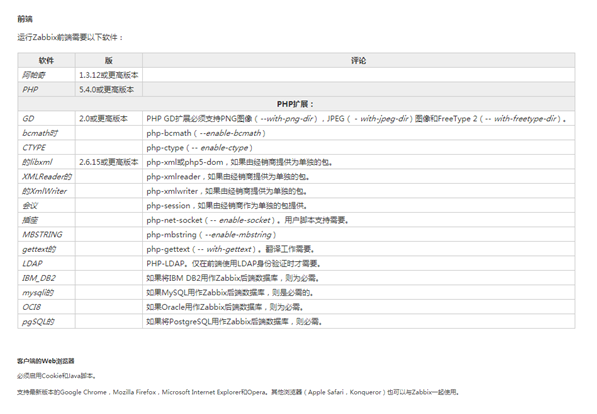 前端
运行Zabbix前端需要以下软件：
软件 版 评论
阿帕奇 1.3.12或更高版本
PHP 5.4.0或更高版本
PHP扩展：
GD 2.0或更高版本 PHP GD扩展必须支持PNG图像（--with-png-dir），JPEG（ - with-jpeg-dir）图像和FreeType 2（-- with-freetype-dir）。
bcmath的 php-bcmath（--enable-bcmath）
CTYPE php-ctype（-- enable-ctype）
的libxml 2.6.15或更高版本 php-xml或php5-dom，如果由经销商提供为单独的包。
XMLReader的 php-xmlreader，如果由经销商提供为单独的包。
的XmlWriter php-xmlwriter，如果由经销商提供为单独的包。
会议 php-session，如果由经销商作为单独的包提供。
插座 php-net-socket（-- enable-socket）。用户脚本支持需要。
MBSTRING php-mbstring（--enable-mbstring）
gettext的 php-gettext（-- with-gettext）。翻译工作需要。
LDAP PHP-LDAP。仅在前端使用LDAP身份验证时才需要。
IBM_DB2 如果将IBM DB2用作Zabbix后端数据库，则为必需。
mysqli的 如果MySQL用作Zabbix后端数据库，则是必需的。
OCI8 如果Oracle用作Zabbix后端数据库，则为必需。
pgSQL的 如果将PostgreSQL用作Zabbix后端数据库，则必需。
客户端的Web浏览器
必须启用Cookie和Java脚本。
支持最新版本的Google Chrome，Mozilla Firefox，Microsoft Internet Explorer和Opera。其他浏览器（Apple Safari，Konqueror）也可以与Zabbix一起使用。